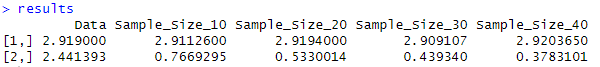 > results
Data Sample_Size_10 Sample_Size_20 Sample_Size_30 Sample_Size_40
[1,] 2.919000 2.9112600 2.9194000 2.909107 2.9203650
[2,] 2.441393 0.7669295 0.5330014 0.439340 0.3783101